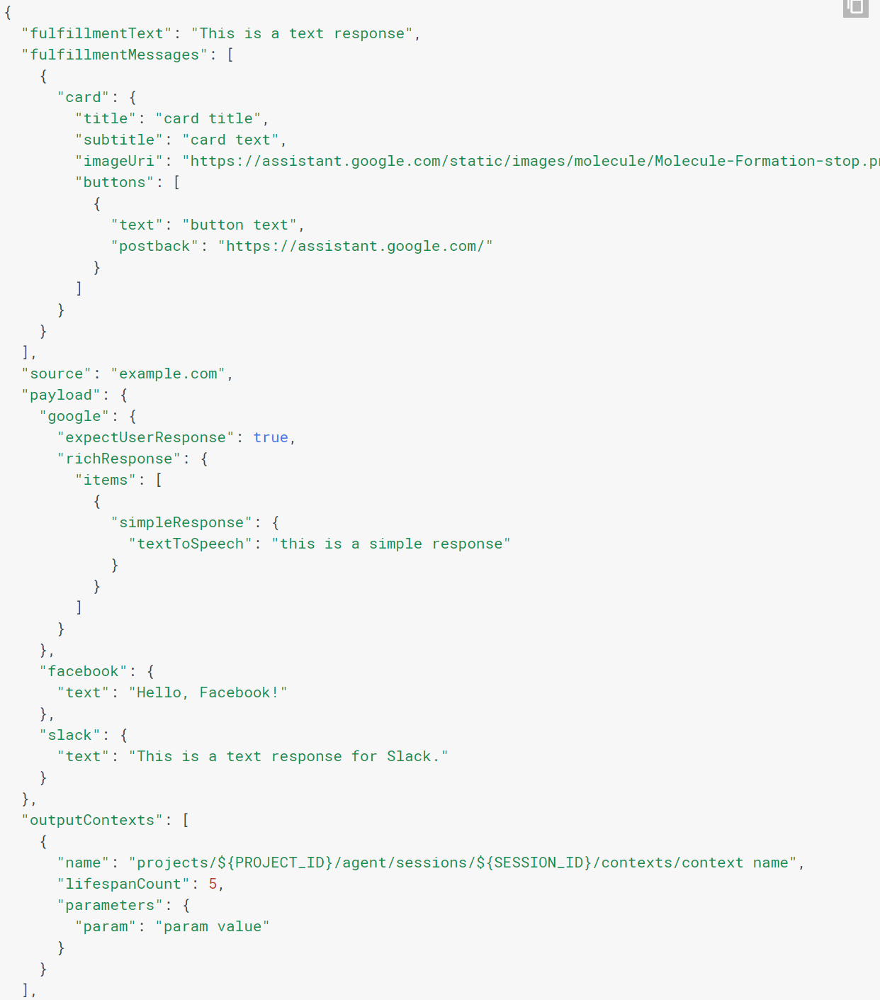 {
  "fulfillmentText": "This is a text response",
  "fulfillmentMessages": [
    {
      "card": {
        "title": "card title",
        "subtitle": "card text",
        "imageUri": "https://assistant.google.com/static/images/molecule/Molecule-Formation-stop.p
        "buttons": [
          {
            "text": "button text",
            "postback": "https://assistant.google.com/"
          }
        ]
      }
    }
  ],
  "source": "example.com",
  "payload": {
    "google": {
      "expectUserResponse": true,
      "richResponse": {
        "items": [
          {
            "simpleResponse": {
              "textToSpeech": "this is a simple response"
            }
          }
        ]
      }
    },
    "facebook": {
      "text": "Hello, Facebook!"
    },
    "slack": {
      "text": "This is a text response for Slack."
    }
  },
  "outputContexts": [
    {
      "name": "projects/${PROJECT_ID}/agent/sessions/${SESSION_ID}/contexts/context name",
      "lifespanCount": 5,
      "parameters": {
        "param": "param value"
      }
    }
  ],